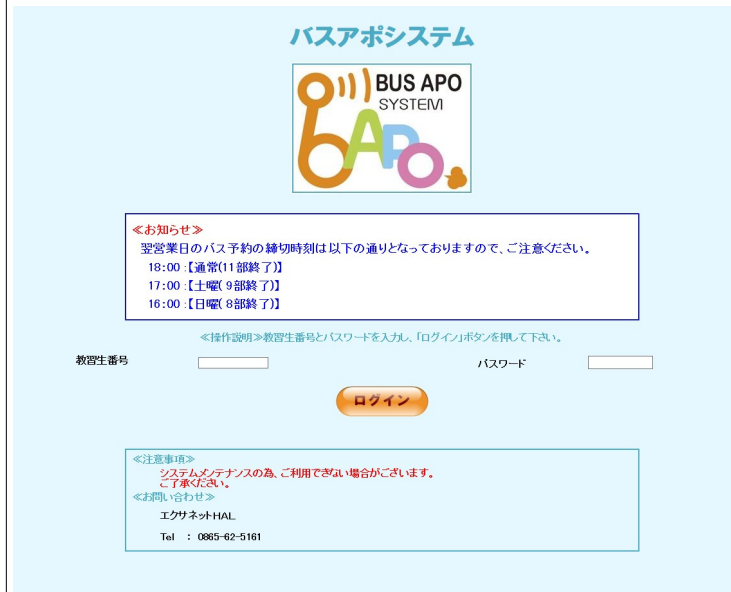 バスアポシステム
BUS APO
SYSTEM
bAPO
≪お知らせ≫
翌営業日のバス予約の締切時刻は以下の通りとなっておりますので、ご注意ください。
18:00:【通常(11部終了)】
17:00:【土曜( 9部終了)】
16:00:【日曜( 8部終了)】
≪操作説明≫教習生番号とパスワードを入力し、「ログイン」ボタンを押して下さい。
教習生番号 パスワード
ログイン
≪注意事項≫
システムメンテナンスの為、ご利用できない場合がございます。
ご了承ください。
≪お問い合わせ≫
エクサネットHAL
Tel : 0865-62-5161